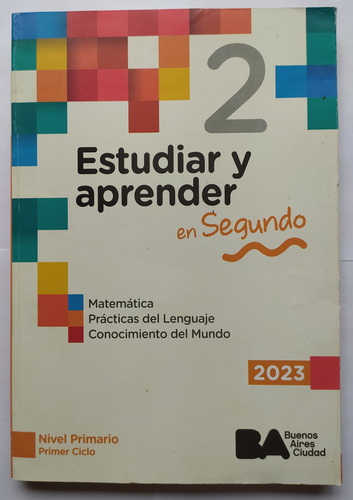 2
Estudiar y
aprender
en Segundo
Matemática
Prácticas del Lenguaje
Conocimiento del Mundo
2023
Nivel Primario
Primer Ciclo
BA
Buenos
Aires
Ciudad